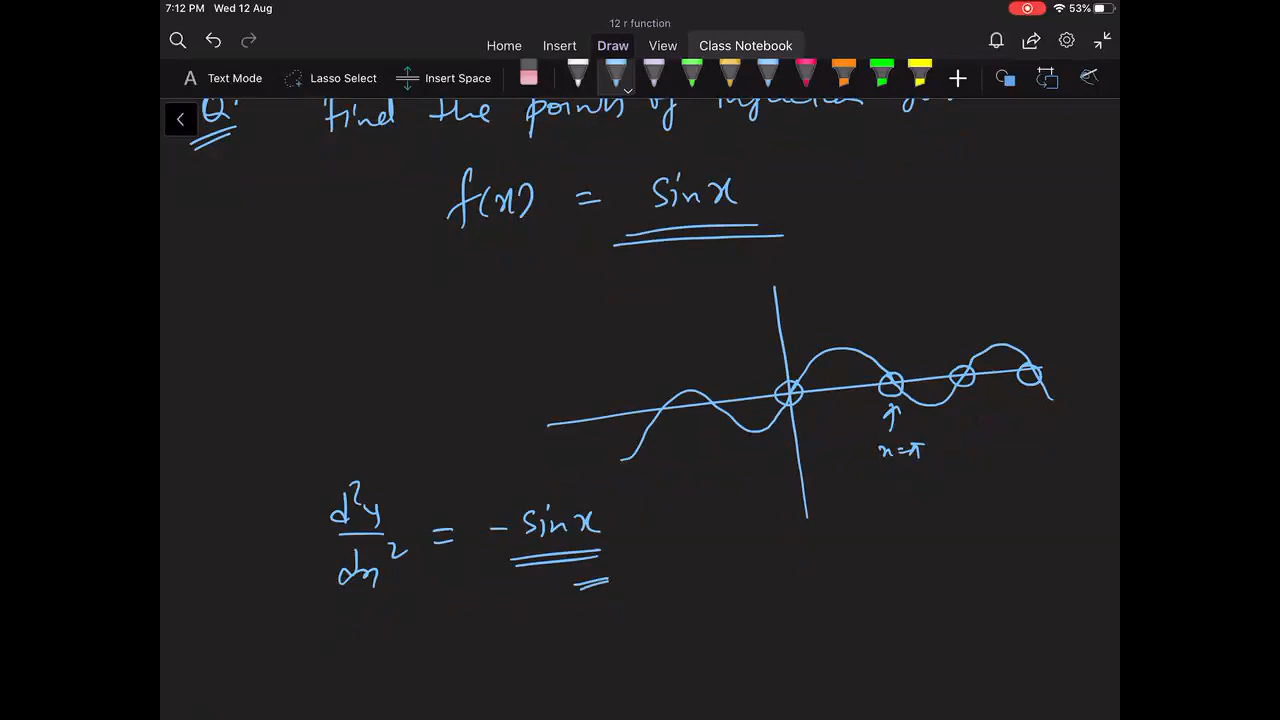 7:12 PM Wed 12 Aug
53%
12 r function
Home Insert Draw View Class Notebook
A Text Mode Lasso Select Insert Space
Q: Find the points of
f(x) = sin x
x=π
d²y/dx² = - sin x